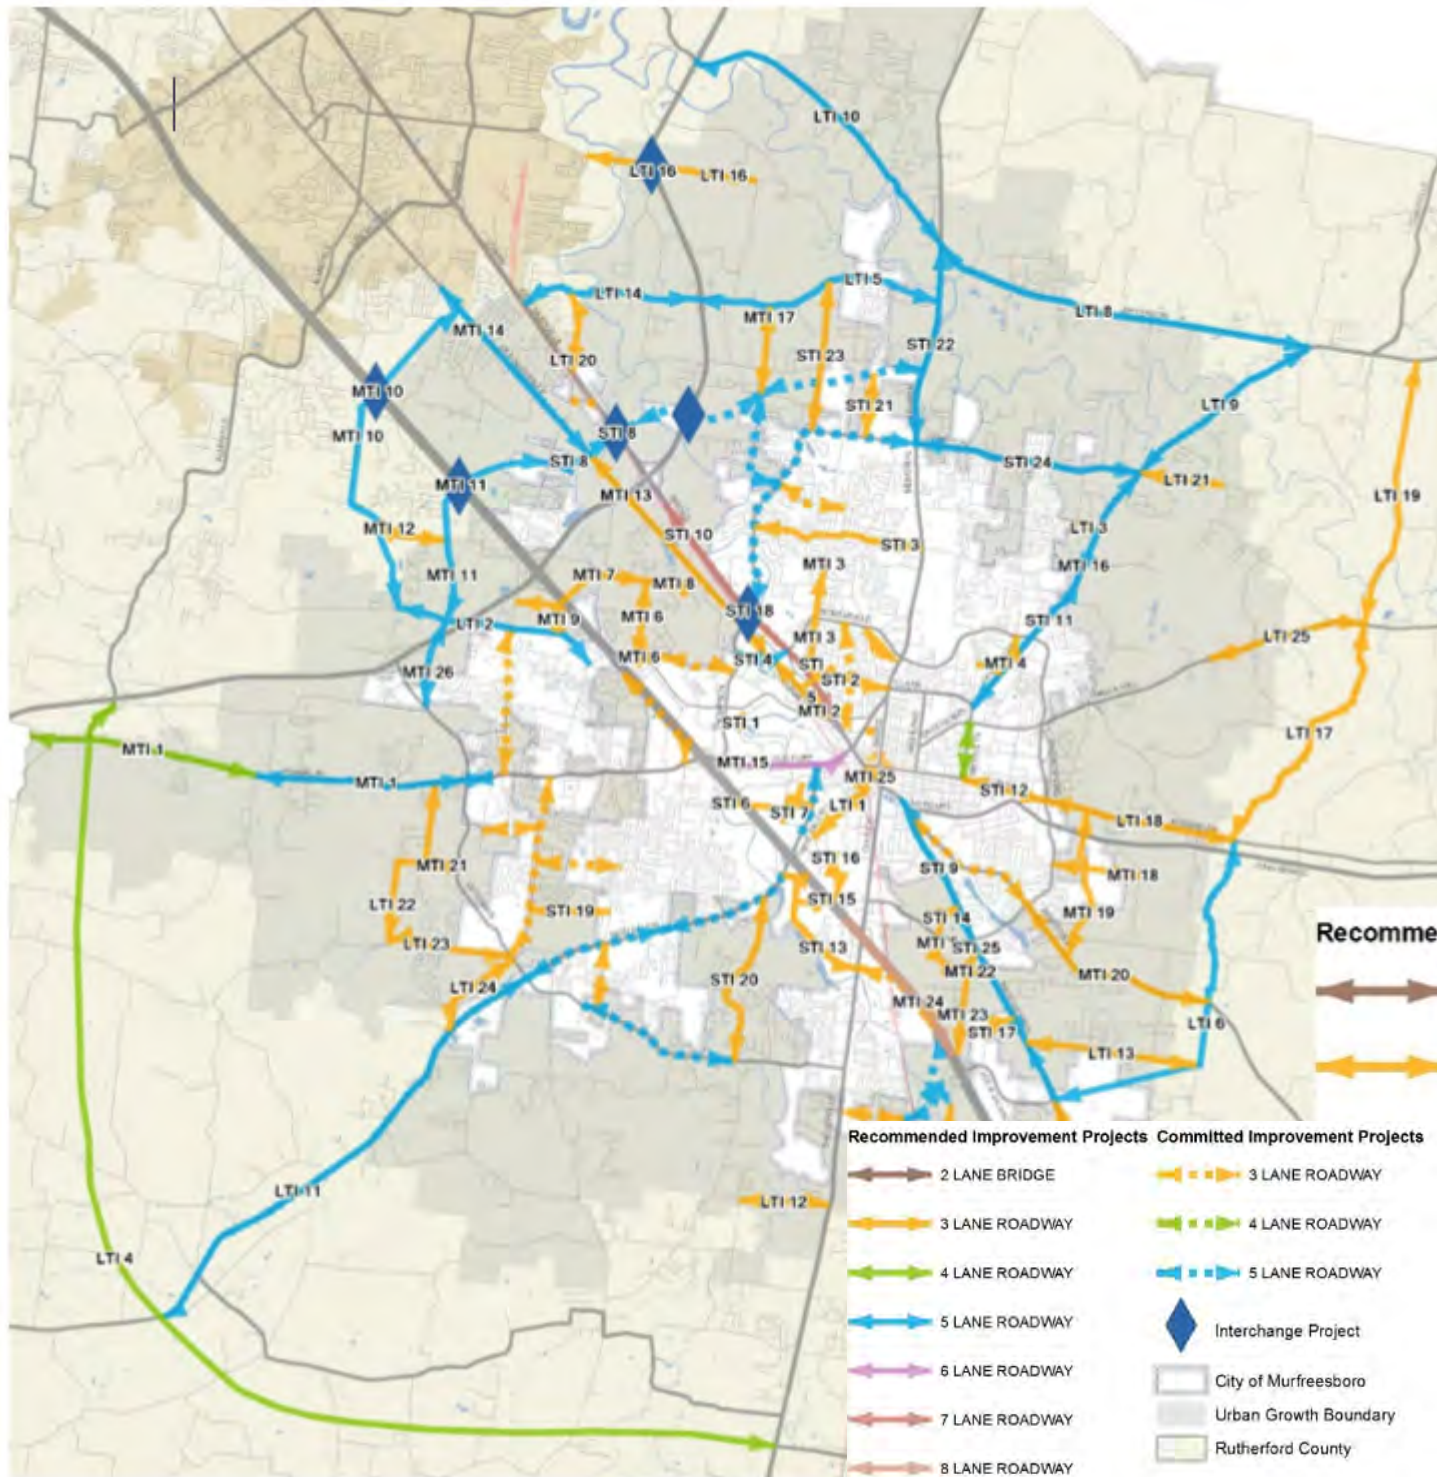 LTI 10
LTI 16
LTI 16
LTI 14
LTI 5
LTI 8
MTI 17
MTI 14
STI 22
STI 23
LTI 20
MTI 10
LTI 9
STI 21
MTI 10
STI 8
STI 8
STI 24
MTI 11
LTI 21
MTI 13
LTI 19
MTI 12
LTI 3
STI 10
STI 3
MTI 11
MTI 7
MTI 8
MTI 3
MTI 16
MTI 6
STI 18
MTI 9
LTI 2
STI 11
MTI 3
LTI 25
MTI 6
STI 4
STI
MTI 4
MTI 26
STI 2
5
MTI 2
STI 1
LTI 17
MTI 1
MTI 15
MTI 1
MTI 25
STI 12
STI 6
STI 7
LTI 1
LTI 18
STI 16
MTI 21
STI 9
MTI 18
STI 15
LTI 22
STI 19
MTI 19
STI 14
LTI 23
STI 13
MTI
STI 25
Recomme
STI 20
MTI 22
MTI 20
LTI 24
MTI 24
MTI 23
LTI 6
STI 17
LTI 13
LTI 11
LTI 12
LTI 4
Recommended Improvement Projects
2 LANE BRIDGE
3 LANE ROADWAY
4 LANE ROADWAY
5 LANE ROADWAY
6 LANE ROADWAY
7 LANE ROADWAY
8 LANE ROADWAY
Committed Improvement Projects
3 LANE ROADWAY
4 LANE ROADWAY
5 LANE ROADWAY
Interchange Project
City of Murfreesboro
Urban Growth Boundary
Rutherford County